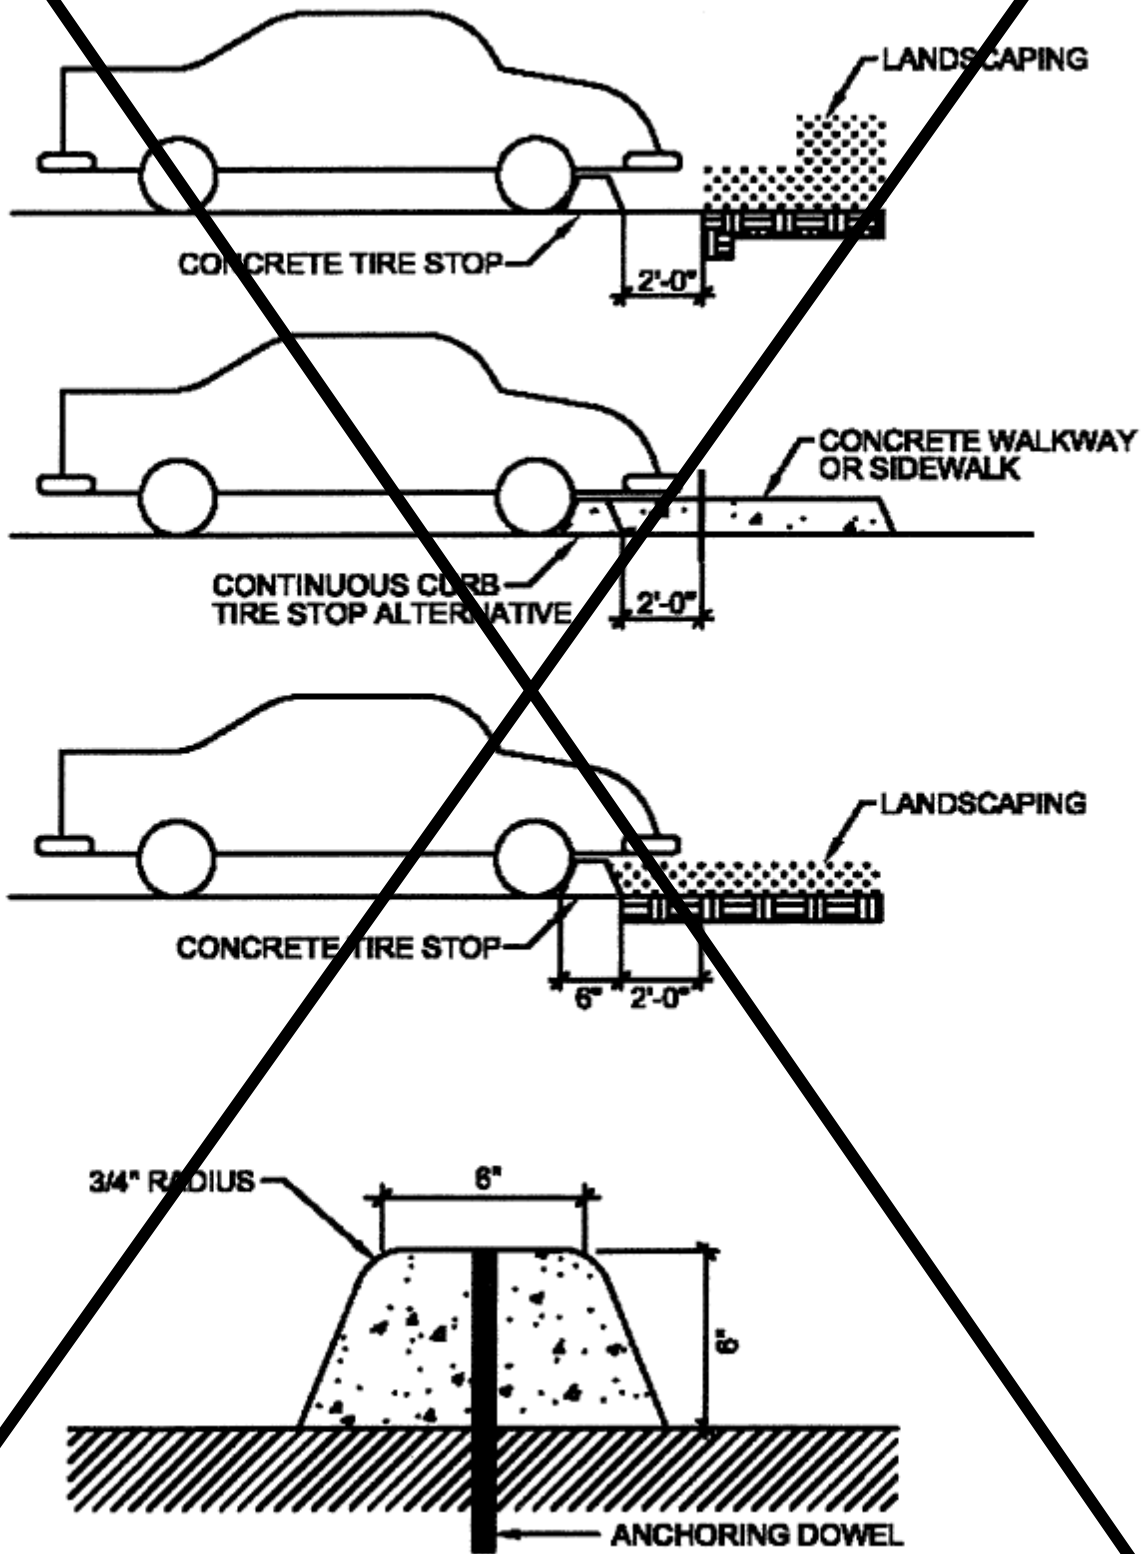 LANDSCAPING
CONCRETE TIRE STOP
2'-0"
CONCRETE WALKWAY
OR SIDEWALK
CONTINUOUS CURB
TIRE STOP ALTERNATIVE
2'-0"
LANDSCAPING
CONCRETE TIRE STOP
6"
2'-0"
3/4" RADIUS
6"
6"
ANCHORING DOWEL